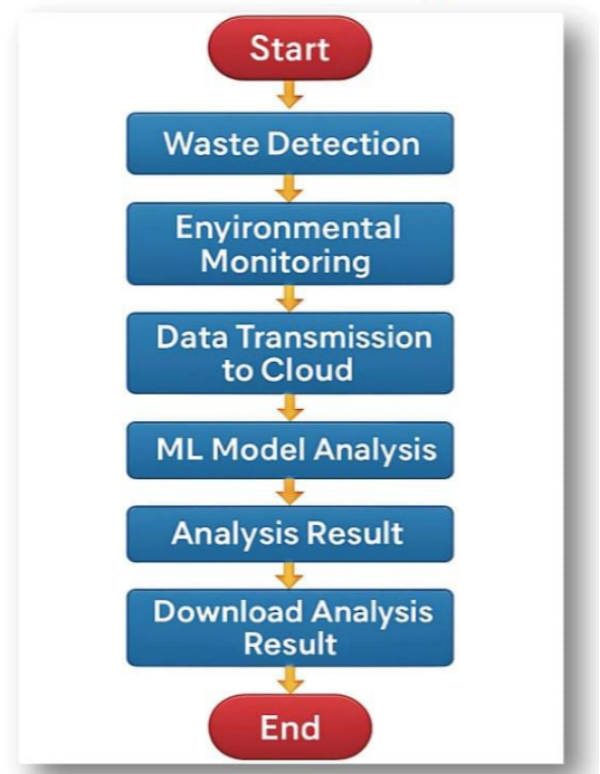 Start
Waste Detection
Enyironmental
Monitoring
Data Transmission
to Cloud
ML Model Analysis
Analysis Result
Download Analysis
Result
End